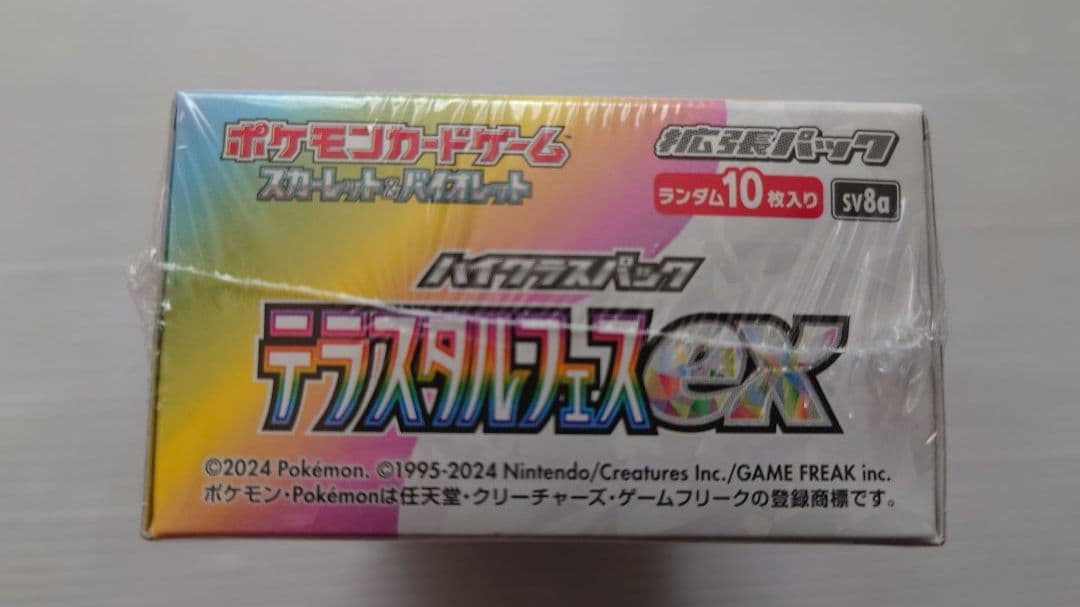 ポケモンカードゲーム
スカーレット&バイオレット
拡張パック
ランダム10枚入り
SV8a
ハイクラスパック
テラスタルフェスex
©2024 Pokémon. ©1995-2024 Nintendo/Creatures Inc./GAME FREAK inc.
ポケモン・Pokémonは任天堂・クリーチャーズ・ゲームフリークの登録商標です。